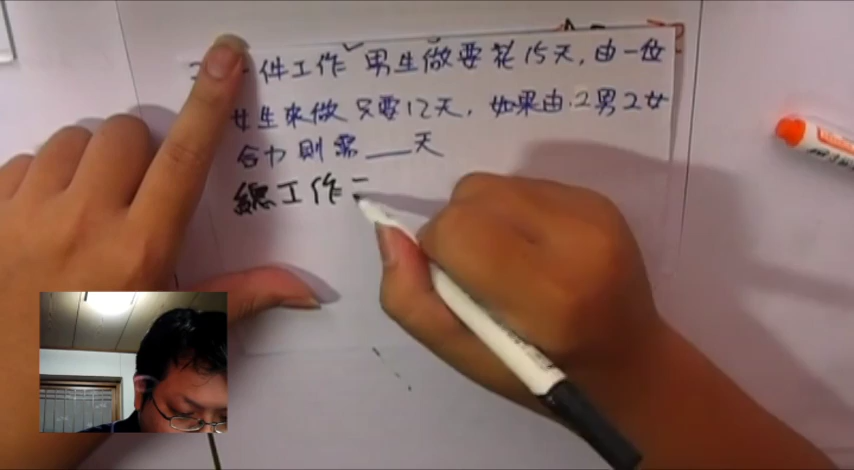 一件工作 男生做要花15天,由一位
女生來做只要12天,如果由2男2女
合力則需___天
總工作=